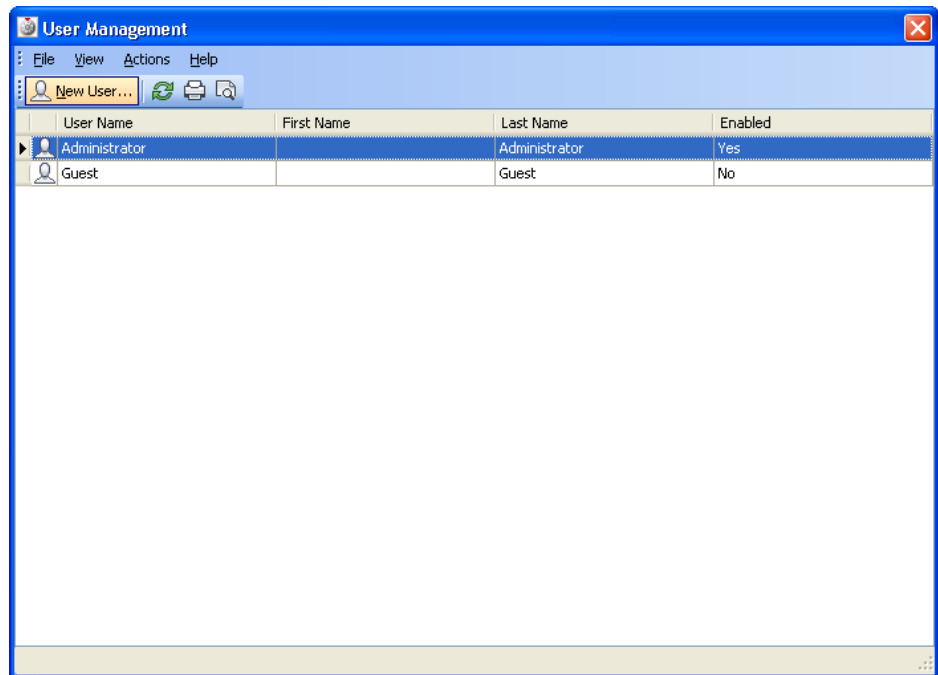 User Management
File View Actions Help
New User...
User Name First Name Last Name Enabled
Administrator Administrator Yes
Guest Guest No